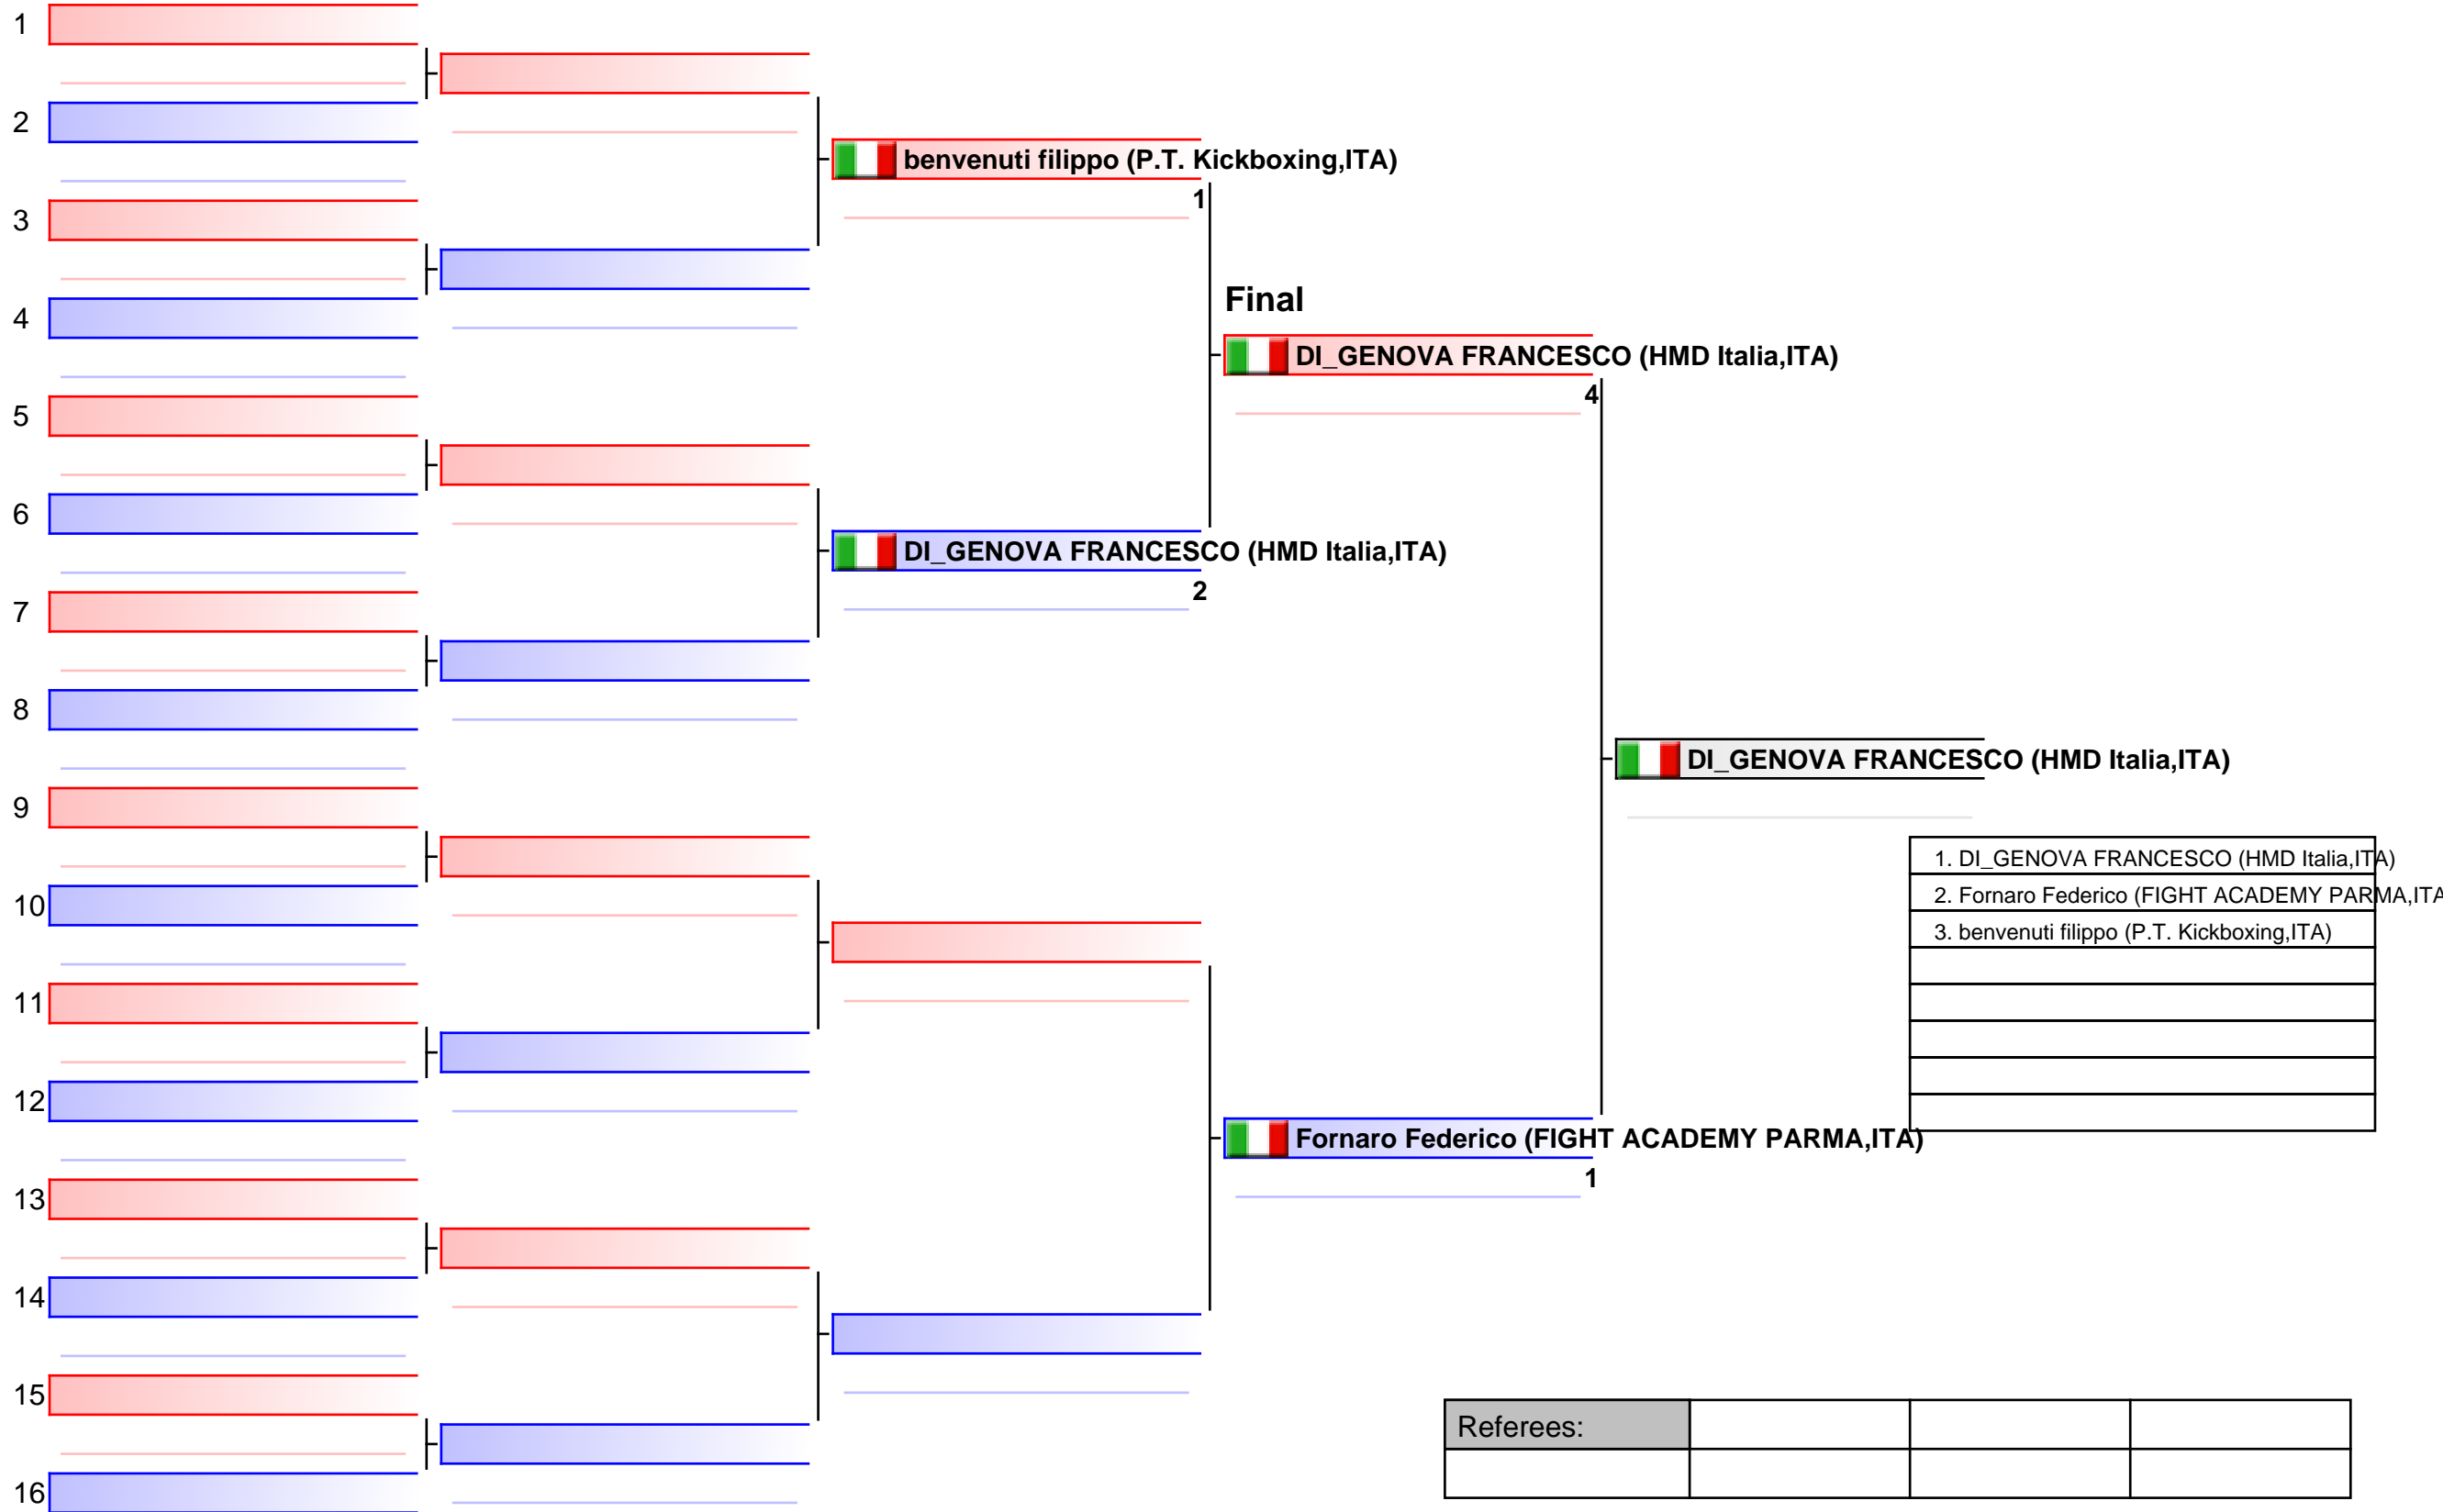 1
2
benvenuti filippo (P.T. Kickboxing,ITA)
1
3
Final
4
DI_GENOVA FRANCESCO (HMD Italia,ITA)
4
5
6
DI_GENOVA FRANCESCO (HMD Italia,ITA)
2
7
8
DI_GENOVA FRANCESCO (HMD Italia,ITA)
9
1. DI_GENOVA FRANCESCO (HMD Italia,ITA)
2. Fornaro Federico (FIGHT ACADEMY PARMA,ITA
3. benvenuti filippo (P.T. Kickboxing,ITA)
10
11
12
Fornaro Federico (FIGHT ACADEMY PARMA,ITA)
1
13
14
15
Referees:
16